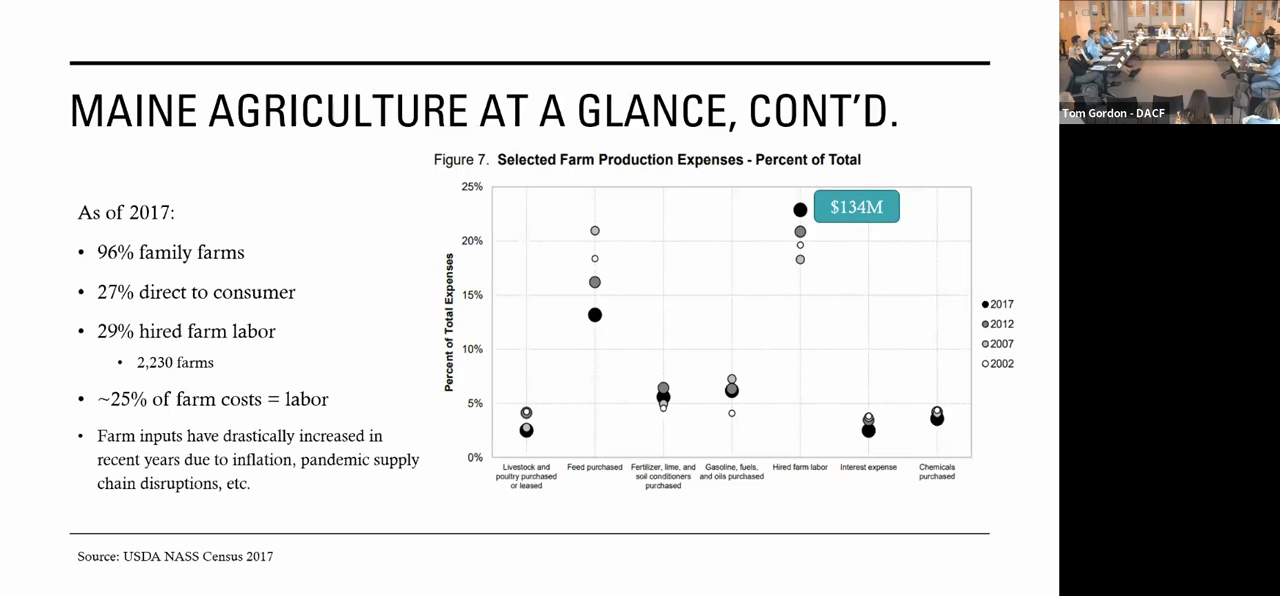 MAINE AGRICULTURE AT A GLANCE, CONT'D.
Tom Gordon - DACF
As of 2017:
• 96% family farms
• 27% direct to consumer
• 29% hired farm labor
• 2,230 farms
• ~25% of farm costs = labor
• Farm inputs have drastically increased in
recent years due to inflation, pandemic supply
chain disruptions, etc.
Figure 7. Selected Farm Production Expenses - Percent of Total
$134M
Percent of Total Expenses
25%
20%
15%
10%
5%
0%
Livestock and
poultry purchased
or leased
Feed purchased
Fertilizer, lime, and
soil conditioners
purchased
Gasoline, fuels,
and oils purchased
Hired farm labor
Interest expense
Chemicals
purchased
2017
2012
2007
2002
Source: USDA NASS Census 2017